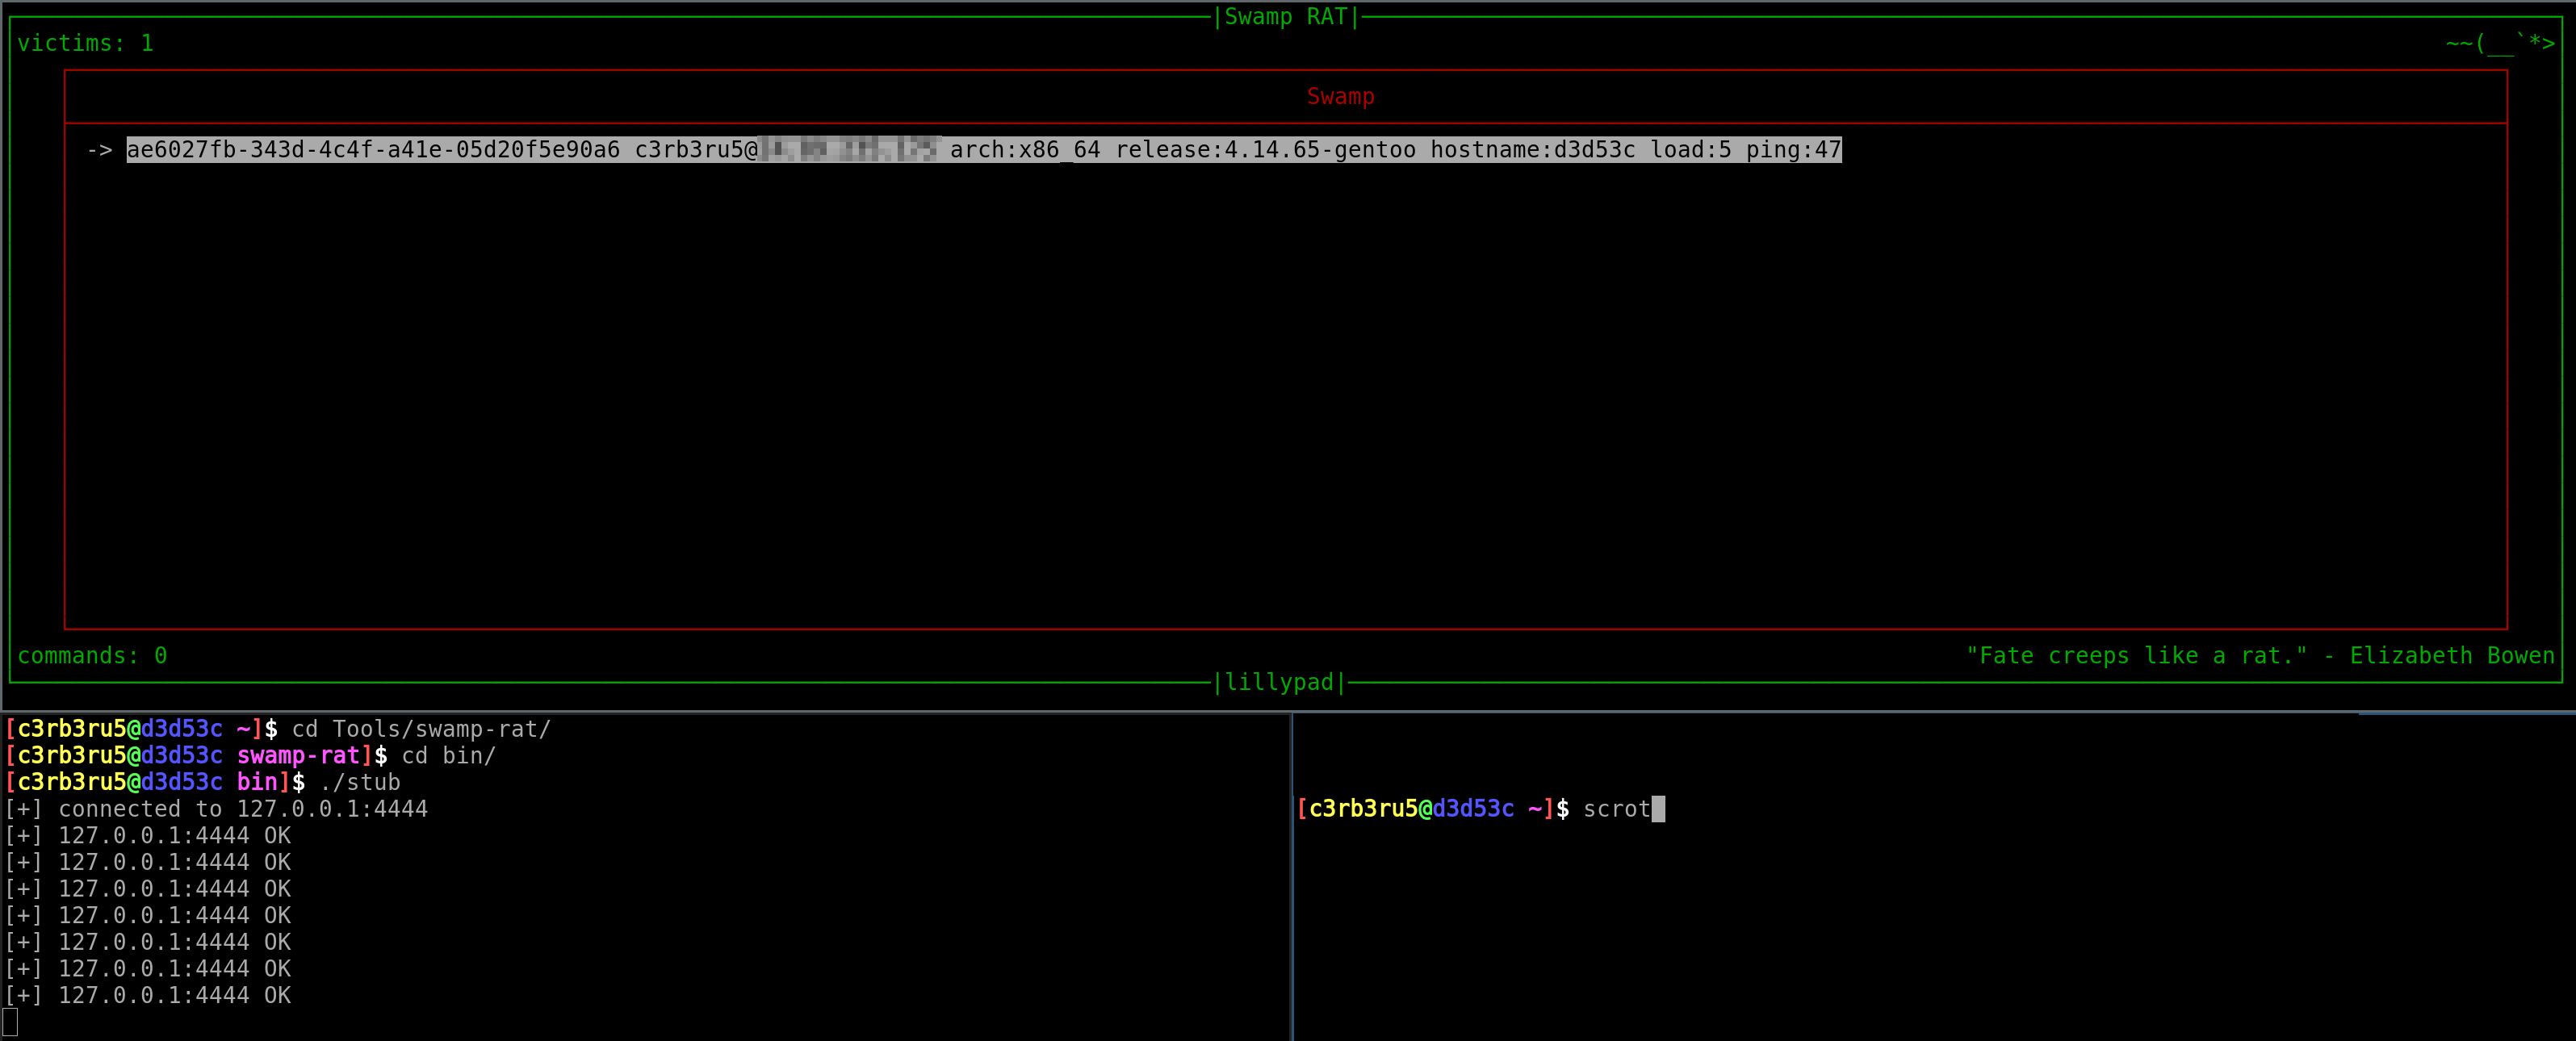 |Swamp RAT|
victims: 1 ~~(__`*>
Swamp
-> ae6027fb-343d-4c4f-a41e-05d20f5e90a6 c3rb3ru5@ arch:x86_64 release:4.14.65-gentoo hostname:d3d53c load:5 ping:47
commands: 0 "Fate creeps like a rat." - Elizabeth Bowen
|lillypad|
[c3rb3ru5@d3d53c ~]$ cd Tools/swamp-rat/
[c3rb3ru5@d3d53c swamp-rat]$ cd bin/
[c3rb3ru5@d3d53c bin]$ ./stub
[+] connected to 127.0.0.1:4444
[+] 127.0.0.1:4444 OK
[+] 127.0.0.1:4444 OK
[+] 127.0.0.1:4444 OK
[+] 127.0.0.1:4444 OK
[+] 127.0.0.1:4444 OK
[+] 127.0.0.1:4444 OK
[+] 127.0.0.1:4444 OK
[c3rb3ru5@d3d53c ~]$ scrot